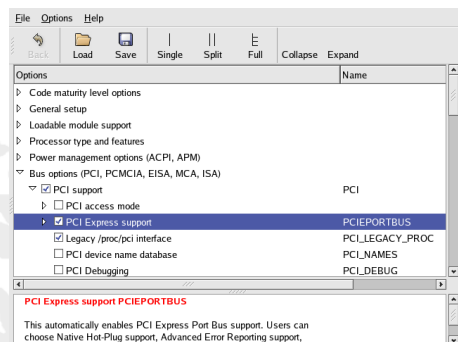 File Options Help
Back Load Save Single Split Full Collapse Expand
Options Name
Code maturity level options
General setup
Loadable module support
Processor type and features
Power management options (ACPI, APM)
Bus options (PCI, PCMCIA, EISA, MCA, ISA)
PCI support PCI
PCI access mode
PCI Express support PCIEPORTBUS
Legacy /proc/pci interface PCI_LEGACY_PROC
PCI device name database PCI_NAMES
PCI Debugging PCI_DEBUG
PCI Express support PCIEPORTBUS
This automatically enables PCI Express Port Bus support. Users can
choose Native Hot-Plug support, Advanced Error Reporting support,